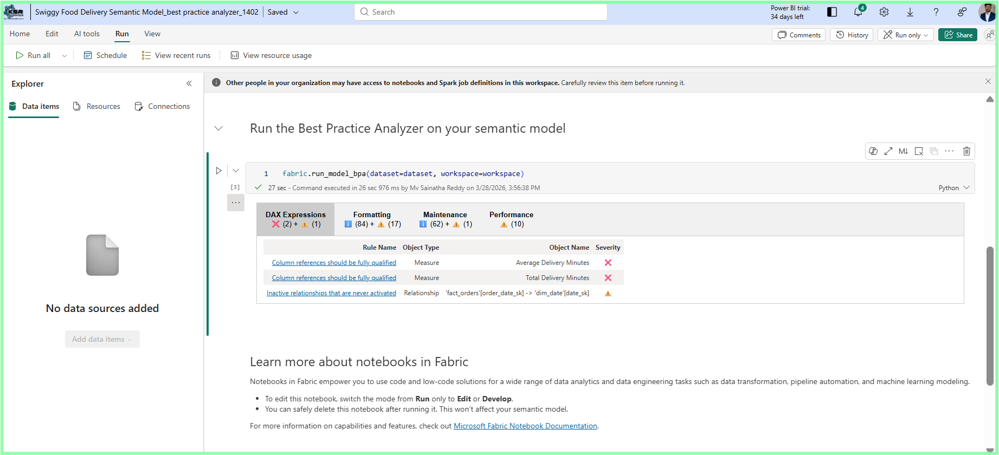 KSR
Swiggy Food Delivery Semantic Model_best practice analyzer_1402
Saved
Search
Power BI trial:
34 days left
4
Home Edit AI tools Run View
Comments History Run only Share
Run all Schedule View recent runs View resource usage
Explorer
Data items Resources Connections
No data sources added
Add data items
Other people in your organization may have access to notebooks and Spark job definitions in this workspace. Carefully review this item before running it.
Run the Best Practice Analyzer on your semantic model
M↓
1 fabric.run_model_bpa(dataset=dataset, workspace=workspace)
[3]
27 sec - Command executed in 26 sec 976 ms by Mv Sainatha Reddy on 3/28/2026, 3:56:38 PM
Python
DAX Expressions Formatting Maintenance Performance
❌ (2) + ⚠ (1) ℹ (84) + ⚠ (17) ℹ (62) + ⚠ (1) ⚠ (10)
Rule Name Object Type Object Name Severity
Column references should be fully qualified Measure Average Delivery Minutes ❌
Column references should be fully qualified Measure Total Delivery Minutes ❌
Inactive relationships that are never activated Relationship 'fact_orders'[order_date_sk] -> 'dim_date'[date_sk] ⚠
Learn more about notebooks in Fabric
Notebooks in Fabric empower you to use code and low-code solutions for a wide range of data analytics and data engineering tasks such as data transformation, pipeline automation, and machine learning modeling.
• To edit this notebook, switch the mode from Run only to Edit or Develop.
• You can safely delete this notebook after running it. This won't affect your semantic model.
For more information on capabilities and features, check out Microsoft Fabric Notebook Documentation.